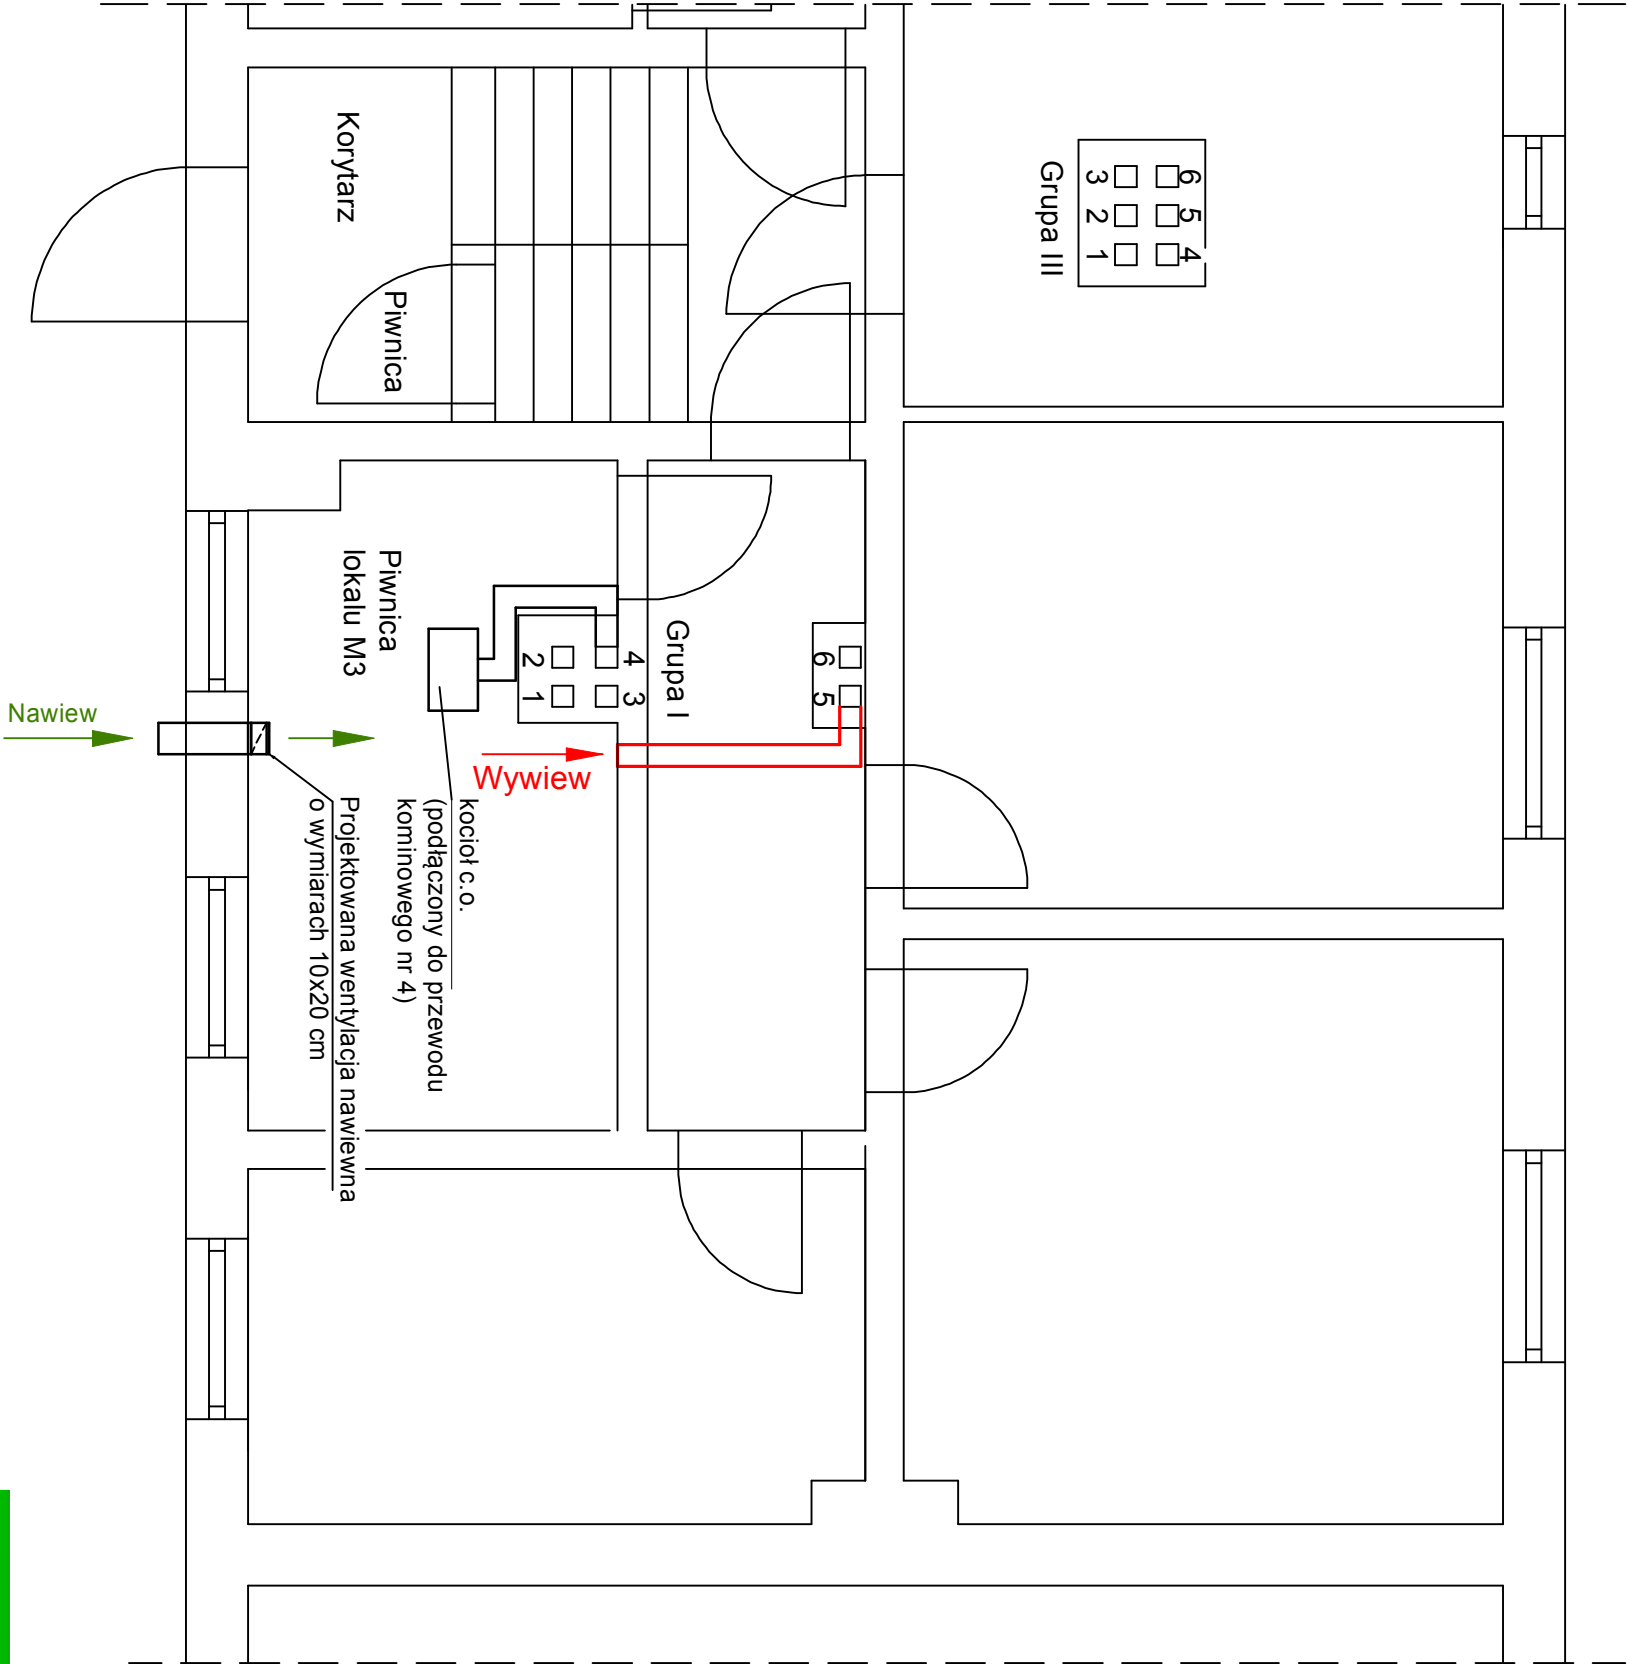 Korytarz
Piwnica
Grupa III
3
2
1
6
5
4
Piwnica
lokalu M3
Grupa I
2
1
4
3
6
5
Nawiew
Wywiew
kocioł c.o.
(podłączony do przewodu
kominowego nr 4)
Projektowana wentylacja nawiewna
o wymiarach 10x20 cm